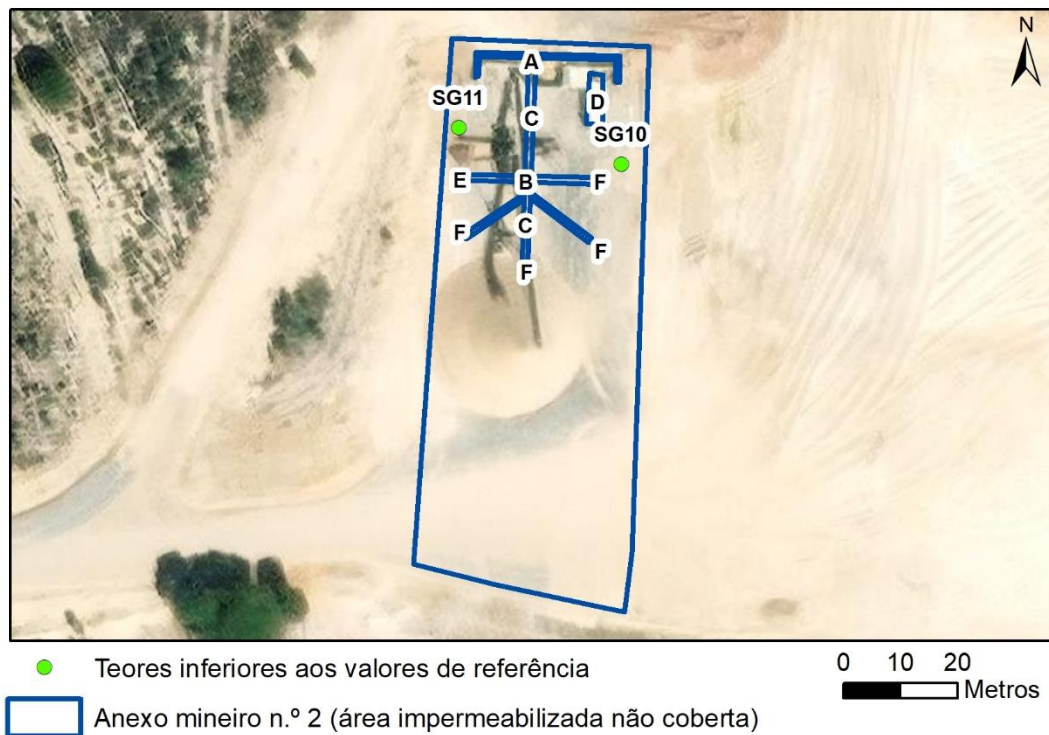 N
A
SG11
D
C
SG10
E
B
F
F
C
F
F
Teores inferiores aos valores de referência
0 10 20
Metros
Anexo mineiro n.º 2 (área impermeabilizada não coberta)